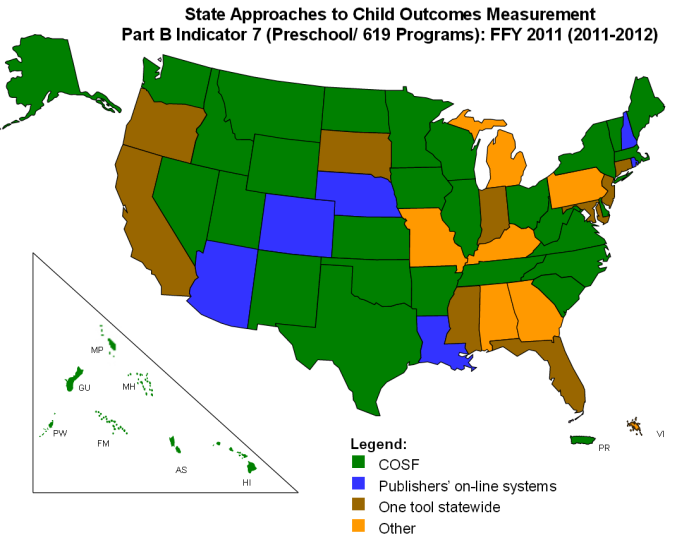 State Approaches to Child Outcomes Measurement
Part B Indicator 7 (Preschool/ 619 Programs): FFY 2011 (2011-2012)
MP
GU
MH
PW
FM
AS
HI
PR
VI
Legend:
COSF
Publishers' on-line systems
One tool statewide
Other